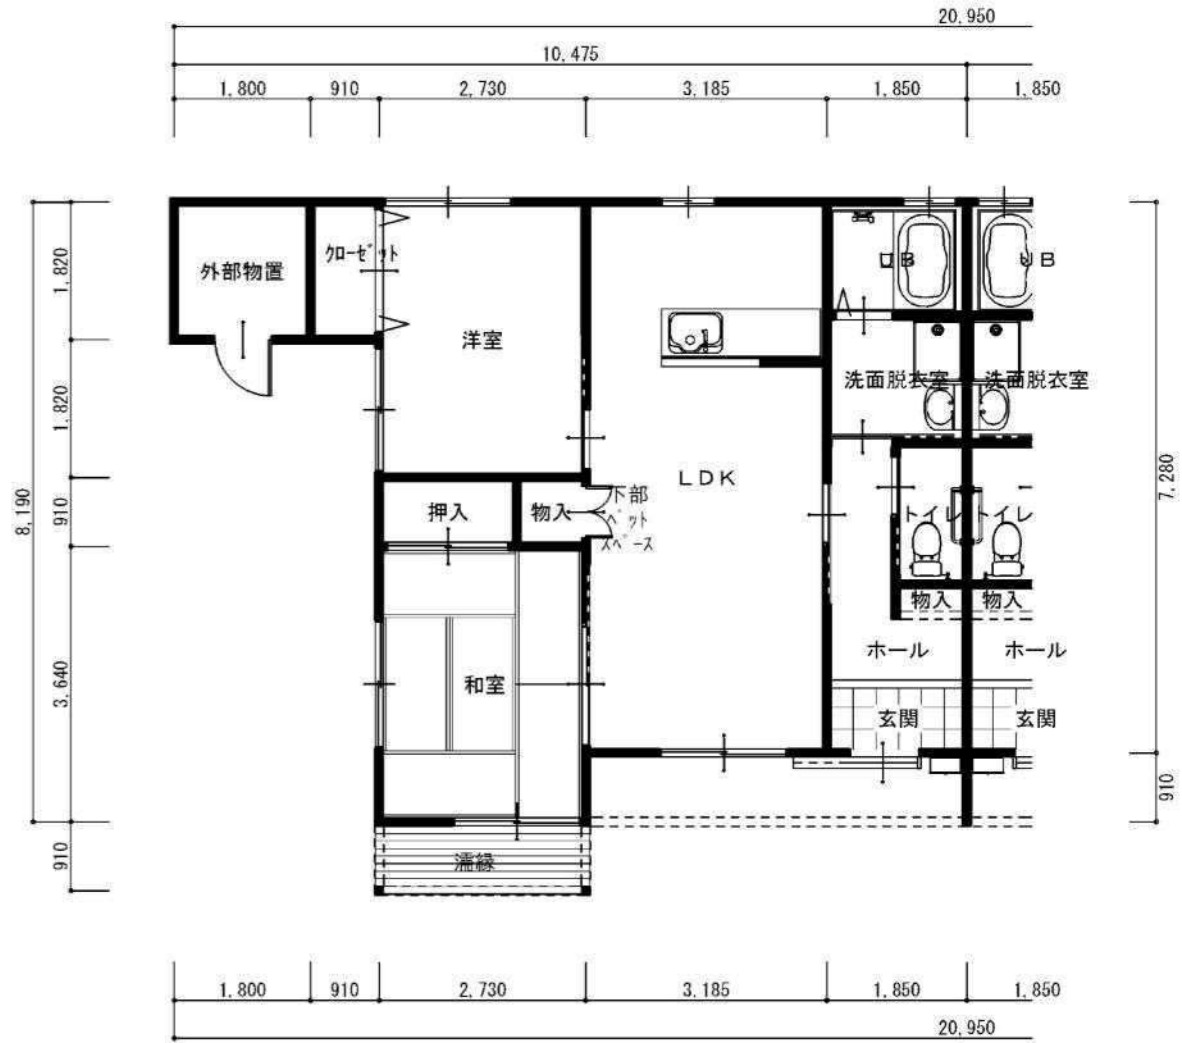 20,950
10,475
1,800 910 2,730 3,185 1,850 1,850
外部物置
クローゼット
洋室
UB
UB
洗面脱衣室
洗面脱衣室
LDK
押入
物入
下部
ペット
スペース
トイレ
トイレ
物入
物入
ホール
ホール
和室
玄関
玄関
濡縁
1,820
1,820
910
3,640
910
8,190
7,280
910
1,800 910 2,730 3,185 1,850 1,850
20,950